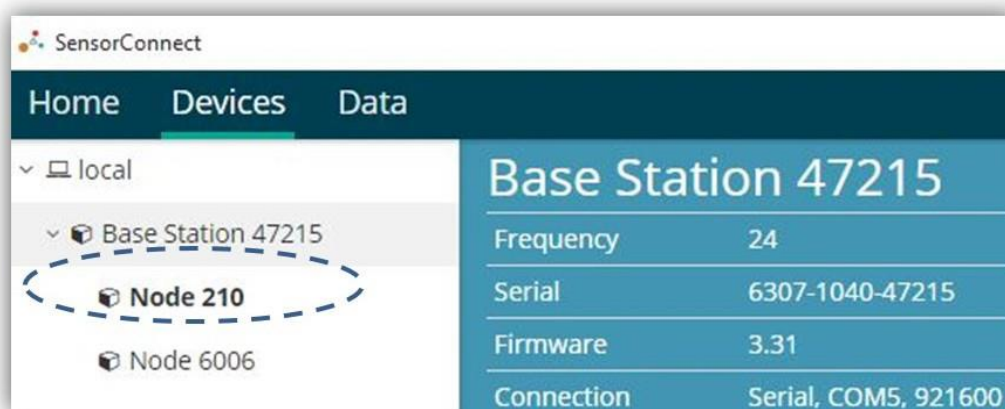 SensorConnect
Home Devices Data
local
Base Station 47215
Node 210
Node 6006
Base Station 47215
Frequency 24
Serial 6307-1040-47215
Firmware 3.31
Connection Serial, COM5, 921600